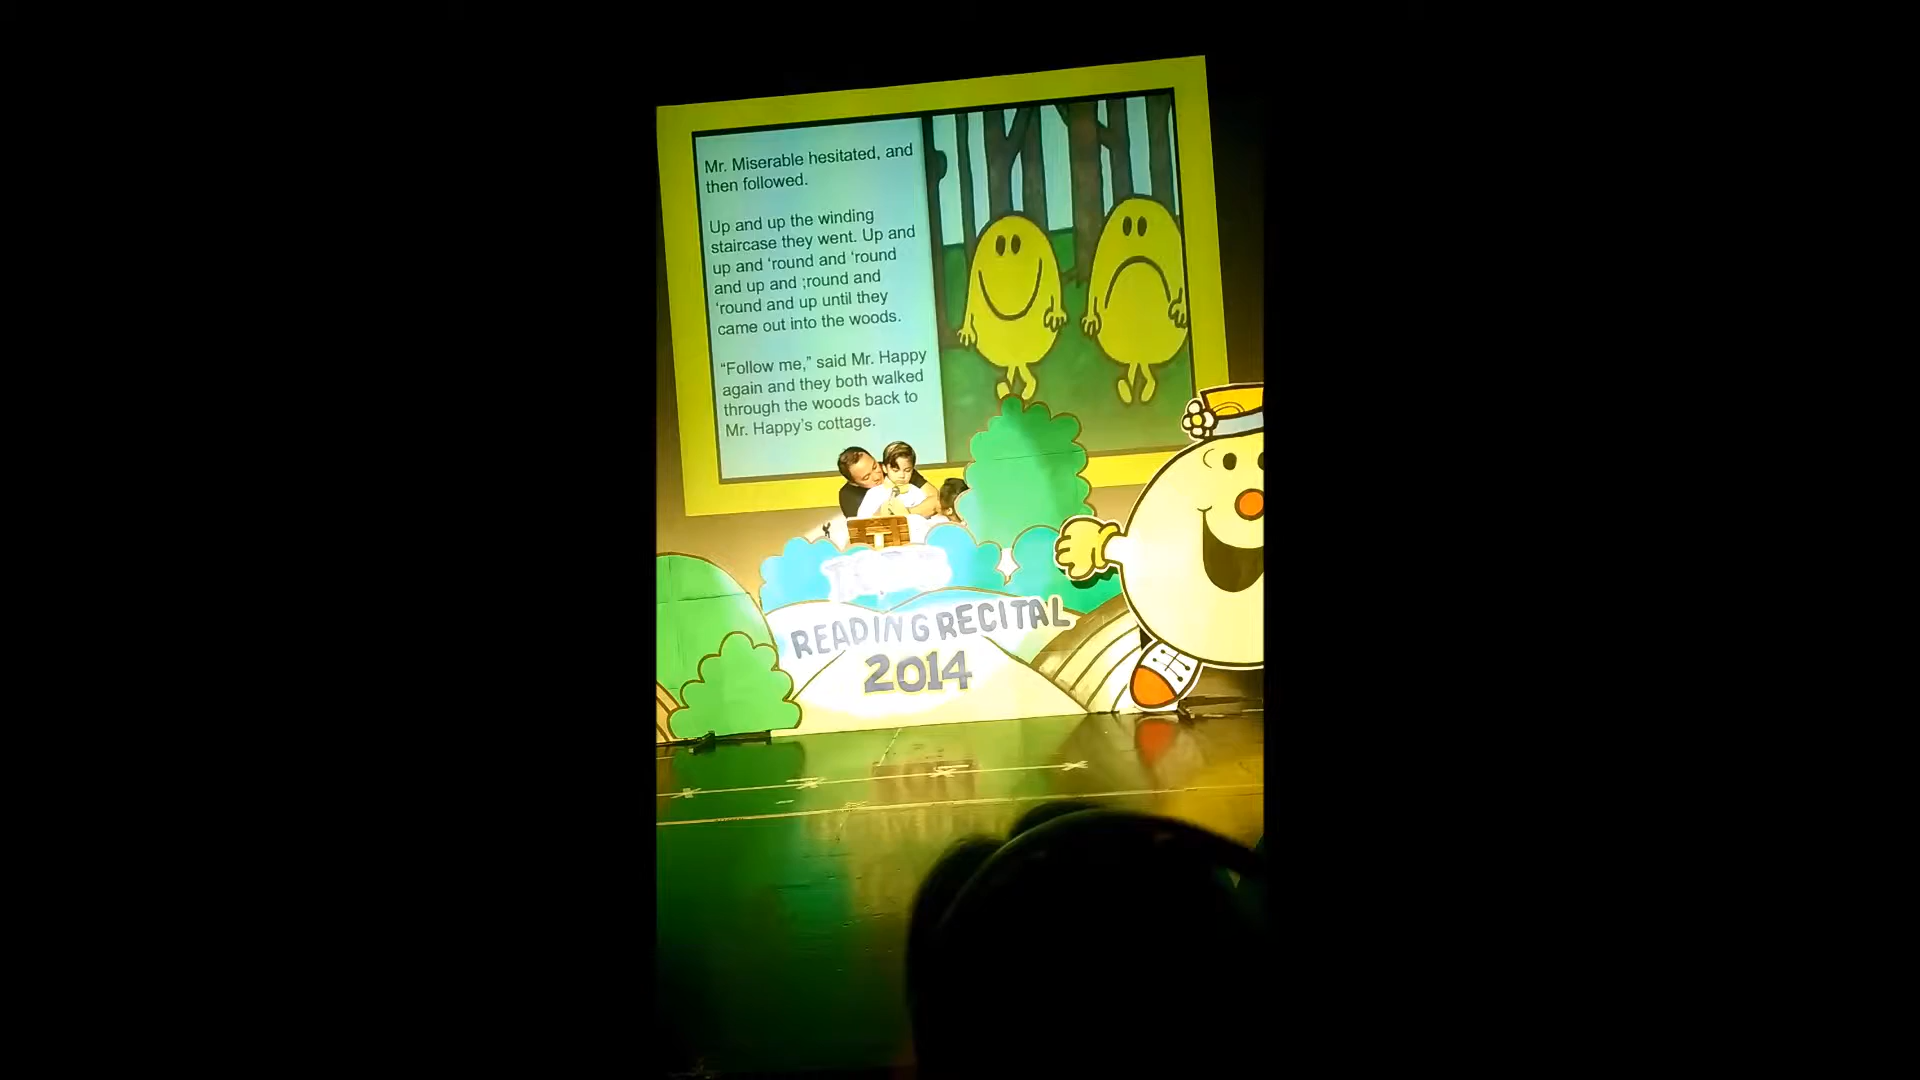 Mr. Miserable hesitated, and
then followed.
Up and up the winding
staircase they went. Up and
up and ‘round and ‘round
and up and ;round and
‘round and up until they
came out into the woods.
“Follow me,” said Mr. Happy
again and they both walked
through the woods back to
Mr. Happy’s cottage.
READING RECITAL
2014